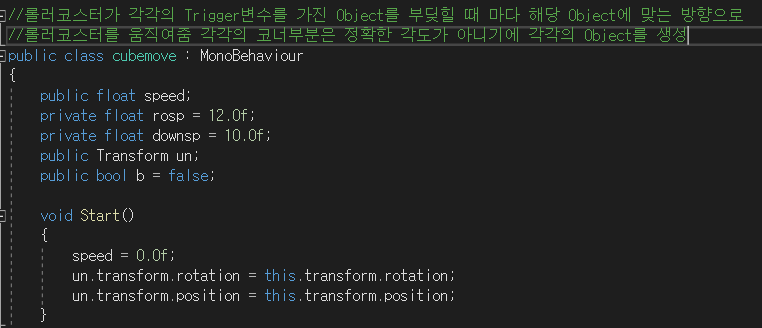 //롤러코스터가 각각의 Trigger변수를 가진 Object를 부딪힐 때 마다 해당 Object에 맞는 방향으로
//롤러코스터를 움직여줌 각각의 코너부분은 정확한 각도가 아니기에 각각의 Object를 생성
public class cubemove : MonoBehaviour
{
public float speed;
private float rosp = 12.0f;
private float downsp = 10.0f;
public Transform un;
public bool b = false;
void Start()
{
speed = 0.0f;
un.transform.rotation = this.transform.rotation;
un.transform.position = this.transform.position;
}